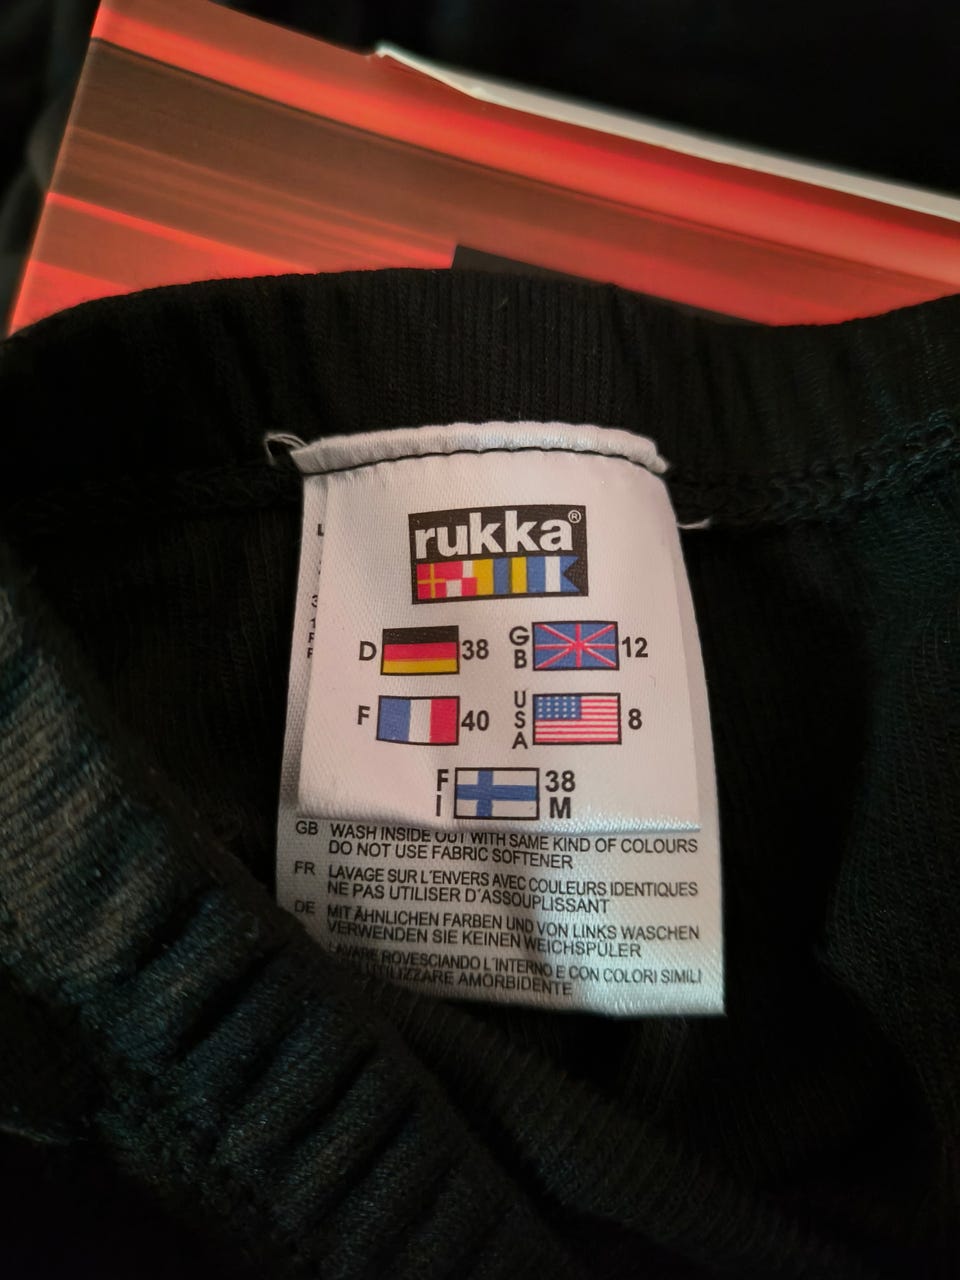 rukka®
D 38 GB 12
F 40 USA 8
FI 38 M
GB WASH INSIDE OUT WITH SAME KIND OF COLOURS
DO NOT USE FABRIC SOFTENER
FR LAVAGE SUR L'ENVERS AVEC COULEURS IDENTIQUES
NE PAS UTILISER D'ASSOUPLISSANT
DE MIT ÄHNLICHEN FARBEN UND VON LINKS WASCHEN
VERWENDEN SIE KEINEN WEICHSPÜLER
LAVARE ROVESCIANDO L'INTERNO E CON COLORI SIMILI
UTILIZZARE AMORBIDENTE